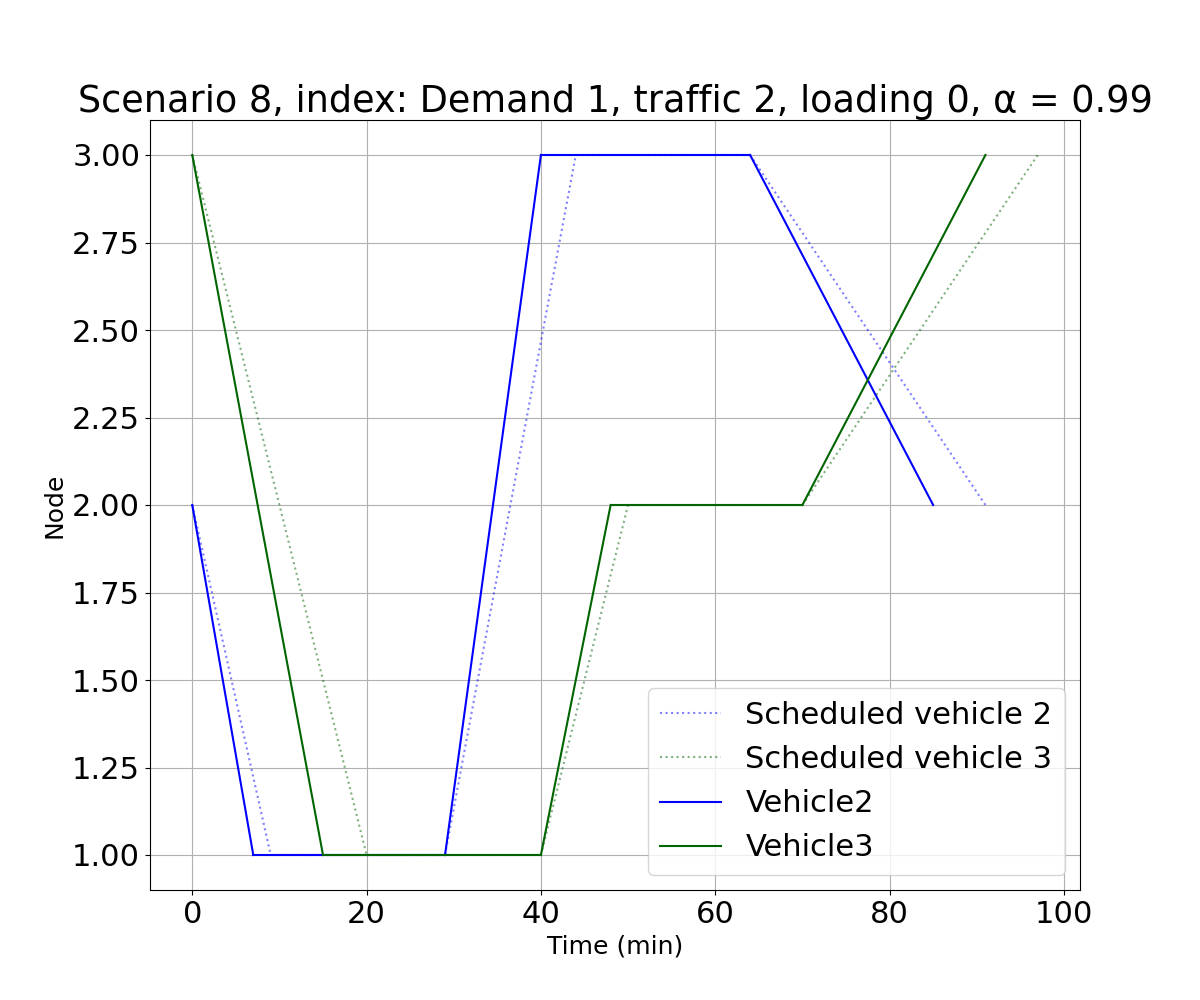 Scenario 8, index: Demand 1, traffic 2, loading 0, α = 0.99
3.00
2.75
2.50
2.25
2.00
1.75
1.50
1.25
1.00
Node
0 20 40 60 80 100
Time (min)
Scheduled vehicle 2
Scheduled vehicle 3
Vehicle2
Vehicle3